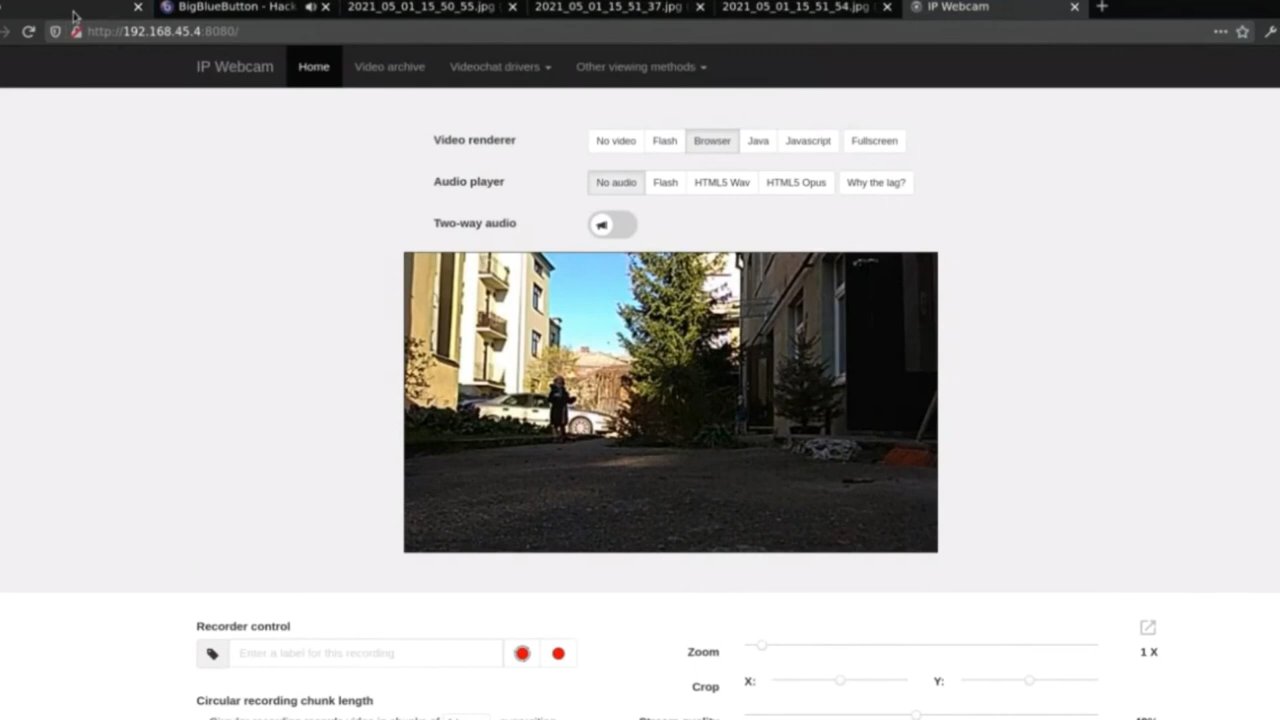 BigBlueButton - Hack
2021_05_01_15_50_55.jpg
2021_05_01_15_51_37.jpg
2021_05_01_15_51_54.jpg
IP Webcam
http://192.168.45.4:8080/
IP Webcam Home Video archive Videochat drivers Other viewing methods
Video renderer No video Flash Browser Java Javascript Fullscreen
Audio player No audio Flash HTML5 Wav HTML5 Opus Why the lag?
Two-way audio
Recorder control
Enter a label for this recording
Zoom 1 X
Crop X: Y:
Circular recording chunk length